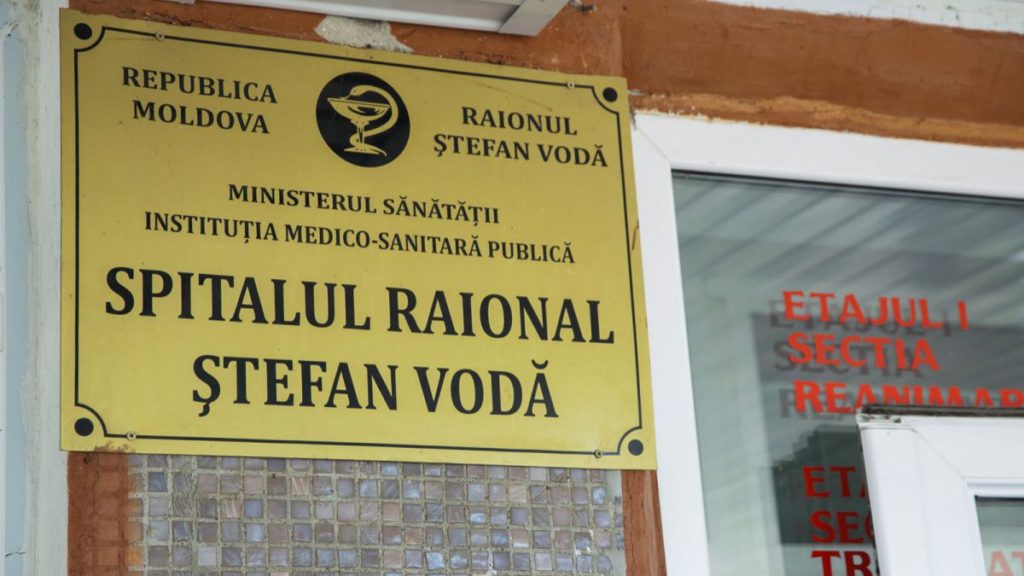 REPUBLICA
MOLDOVA
RAIONUL
ŞTEFAN VODĂ
MINISTERUL SĂNĂTĂŢII
INSTITUŢIA MEDICO-SANITARĂ PUBLICĂ
SPITALUL RAIONAL
ŞTEFAN VODĂ
ETAJUL I
SECTIA